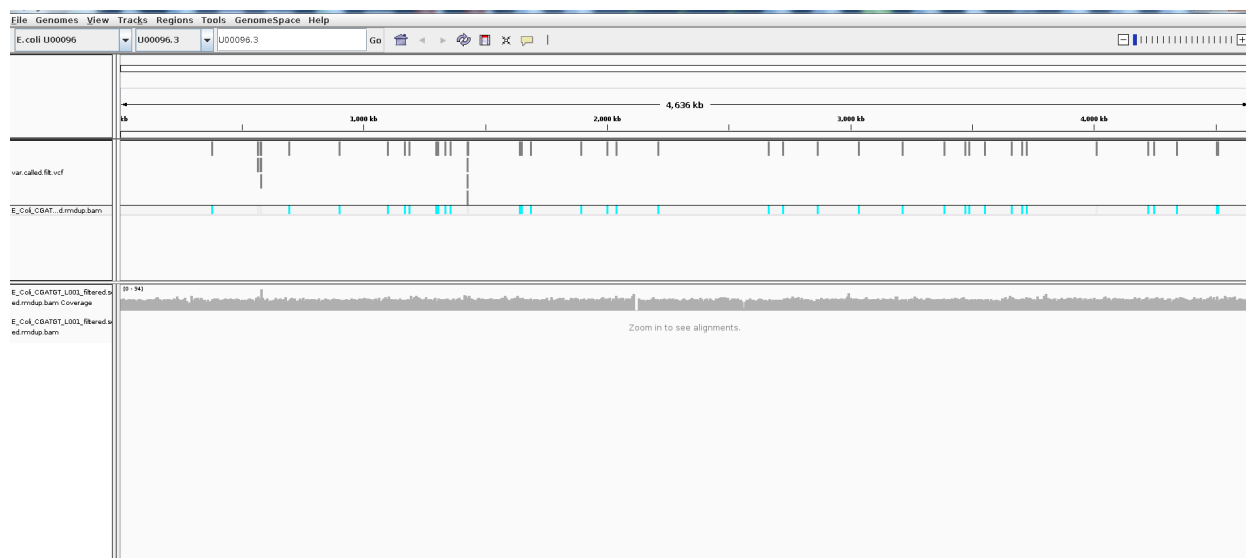 File Genomes View Tracks Regions Tools GenomeSpace Help
E.coli U00096 U00096.3 U00096.3 Go
4,636 kb
kb 1,000 kb 2,000 kb 3,000 kb 4,000 kb
var.called.filt.vcf
E_Coli_CGAT...d.rmdup.bam
[0 - 94]
E_Coli_CGATGT_L001_filtered.s
ed.rmdup.bam Coverage
E_Coli_CGATGT_L001_filtered.s
ed.rmdup.bam
Zoom in to see alignments.